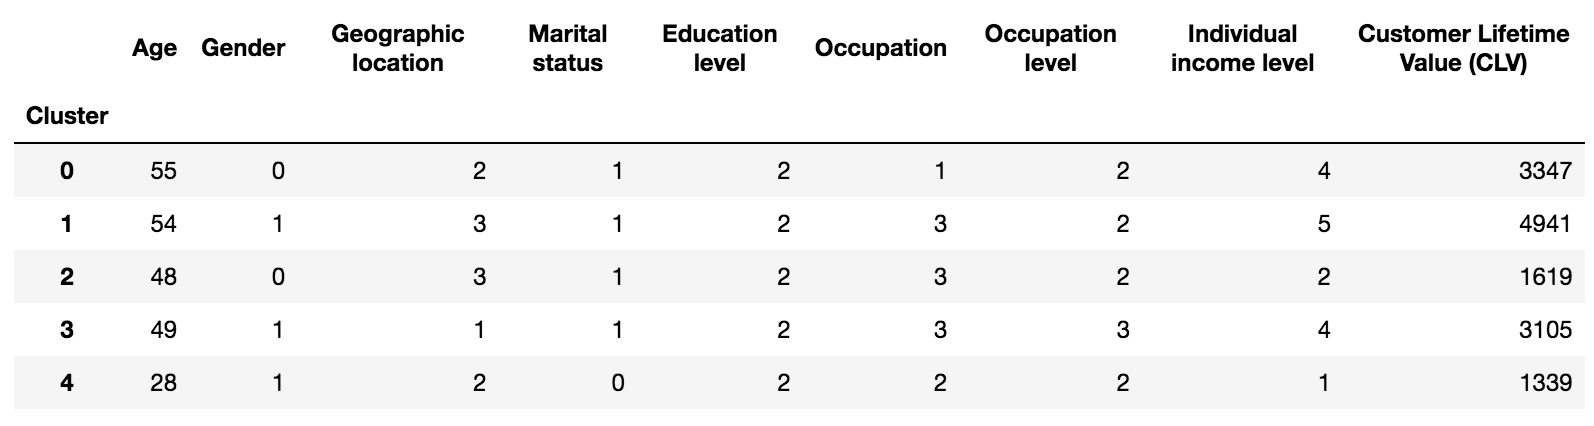 Age Gender Geographic location Marital status Education level Occupation Occupation level Individual income level Customer Lifetime Value (CLV)
Cluster
0 55 0 2 1 2 1 2 4 3347
1 54 1 3 1 2 3 2 5 4941
2 48 0 3 1 2 3 2 2 1619
3 49 1 1 1 2 3 3 4 3105
4 28 1 2 0 2 2 2 1 1339